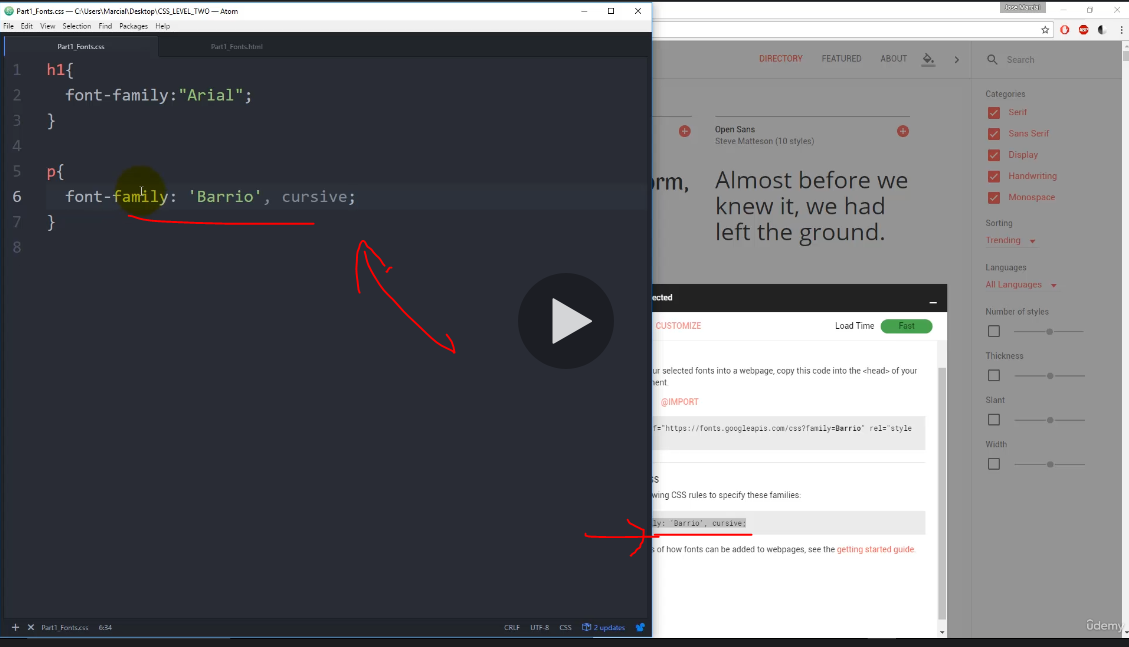 Part1_Fonts.css — C:\Users\Marcial\Desktop\CSS_LEVEL_TWO — Atom
Jose Marcial
File Edit View Selection Find Packages Help
Part1_Fonts.css Part1_Fonts.html
1 h1{
2 font-family:"Arial";
3 }
4
5 p{
6 font-family: 'Barrio', cursive;
7 }
8
DIRECTORY FEATURED ABOUT Search
Categories
Serif
Sans Serif
Display
Handwriting
Monospace
Sorting
Trending
Languages
All Languages
Number of styles
Thickness
Slant
Width
Open Sans
Steve Matteson (10 styles)
orm,
Almost before we
knew it, we had
left the ground.
ected
CUSTOMIZE Load Time Fast
ur selected fonts into a webpage, copy this code into the <head> of your
ment.
@IMPORT
f="https://fonts.googleapis.com/css?family=Barrio" rel="style
SS
wing CSS rules to specify these families:
ly: 'Barrio', cursive;
s of how fonts can be added to webpages, see the getting started guide.
Part1_Fonts.css 6:34 CRLF UTF-8 CSS 2 updates
ûdemy